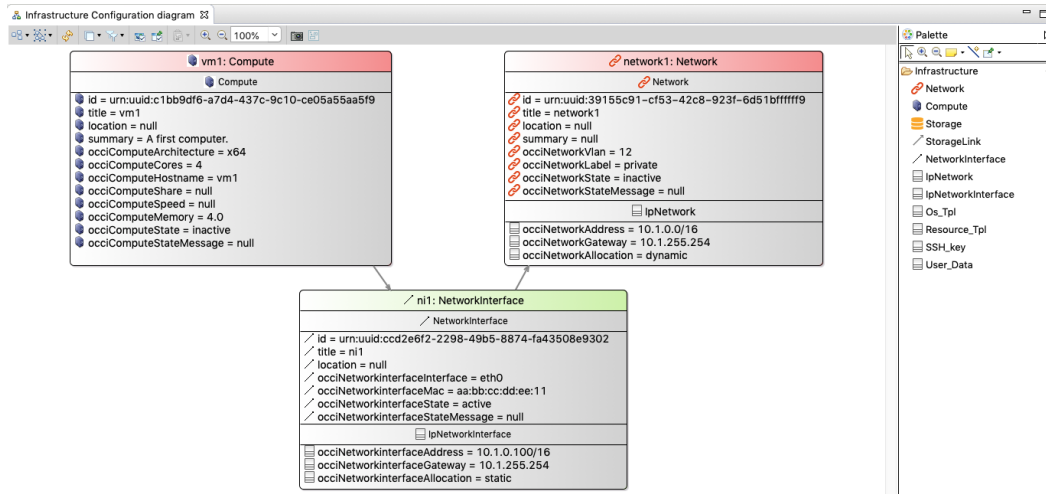 Infrastructure Configuration diagram
100%
vm1: Compute
Compute
id = urn:uuid:c1bb9df6-a7d4-437c-9c10-ce05a55aa5f9
title = vm1
location = null
summary = A first computer.
occiComputeArchitecture = x64
occiComputeCores = 4
occiComputeHostname = vm1
occiComputeShare = null
occiComputeSpeed = null
occiComputeMemory = 4.0
occiComputeState = inactive
occiComputeStateMessage = null
network1: Network
Network
id = urn:uuid:39155c91-cf53-42c8-923f-6d51bffffff9
title = network1
location = null
summary = null
occiNetworkVlan = 12
occiNetworkLabel = private
occiNetworkState = inactive
occiNetworkStateMessage = null
IpNetwork
occiNetworkAddress = 10.1.0.0/16
occiNetworkGateway = 10.1.255.254
occiNetworkAllocation = dynamic
ni1: NetworkInterface
NetworkInterface
id = urn:uuid:ccd2e6f2-2298-49b5-8874-fa43508e9302
title = ni1
location = null
occiNetworkinterfaceInterface = eth0
occiNetworkinterfaceMac = aa:bb:cc:dd:ee:11
occiNetworkinterfaceState = active
occiNetworkinterfaceStateMessage = null
IpNetworkInterface
occiNetworkinterfaceAddress = 10.1.0.100/16
occiNetworkinterfaceGateway = 10.1.255.254
occiNetworkinterfaceAllocation = static
Palette
Infrastructure
Network
Compute
Storage
StorageLink
NetworkInterface
IpNetwork
IpNetworkInterface
Os_Tpl
Resource_Tpl
SSH_key
User_Data